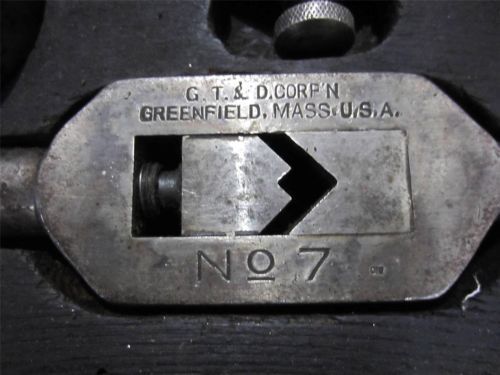 G. T. & D. CORP'N
GREENFIELD, MASS. U.S.A.
No 7